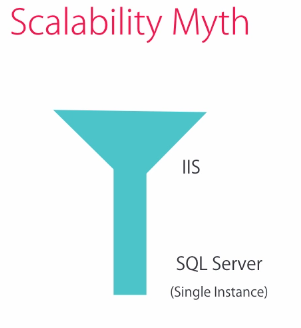 Scalability Myth
IIS
SQL Server
(Single Instance)